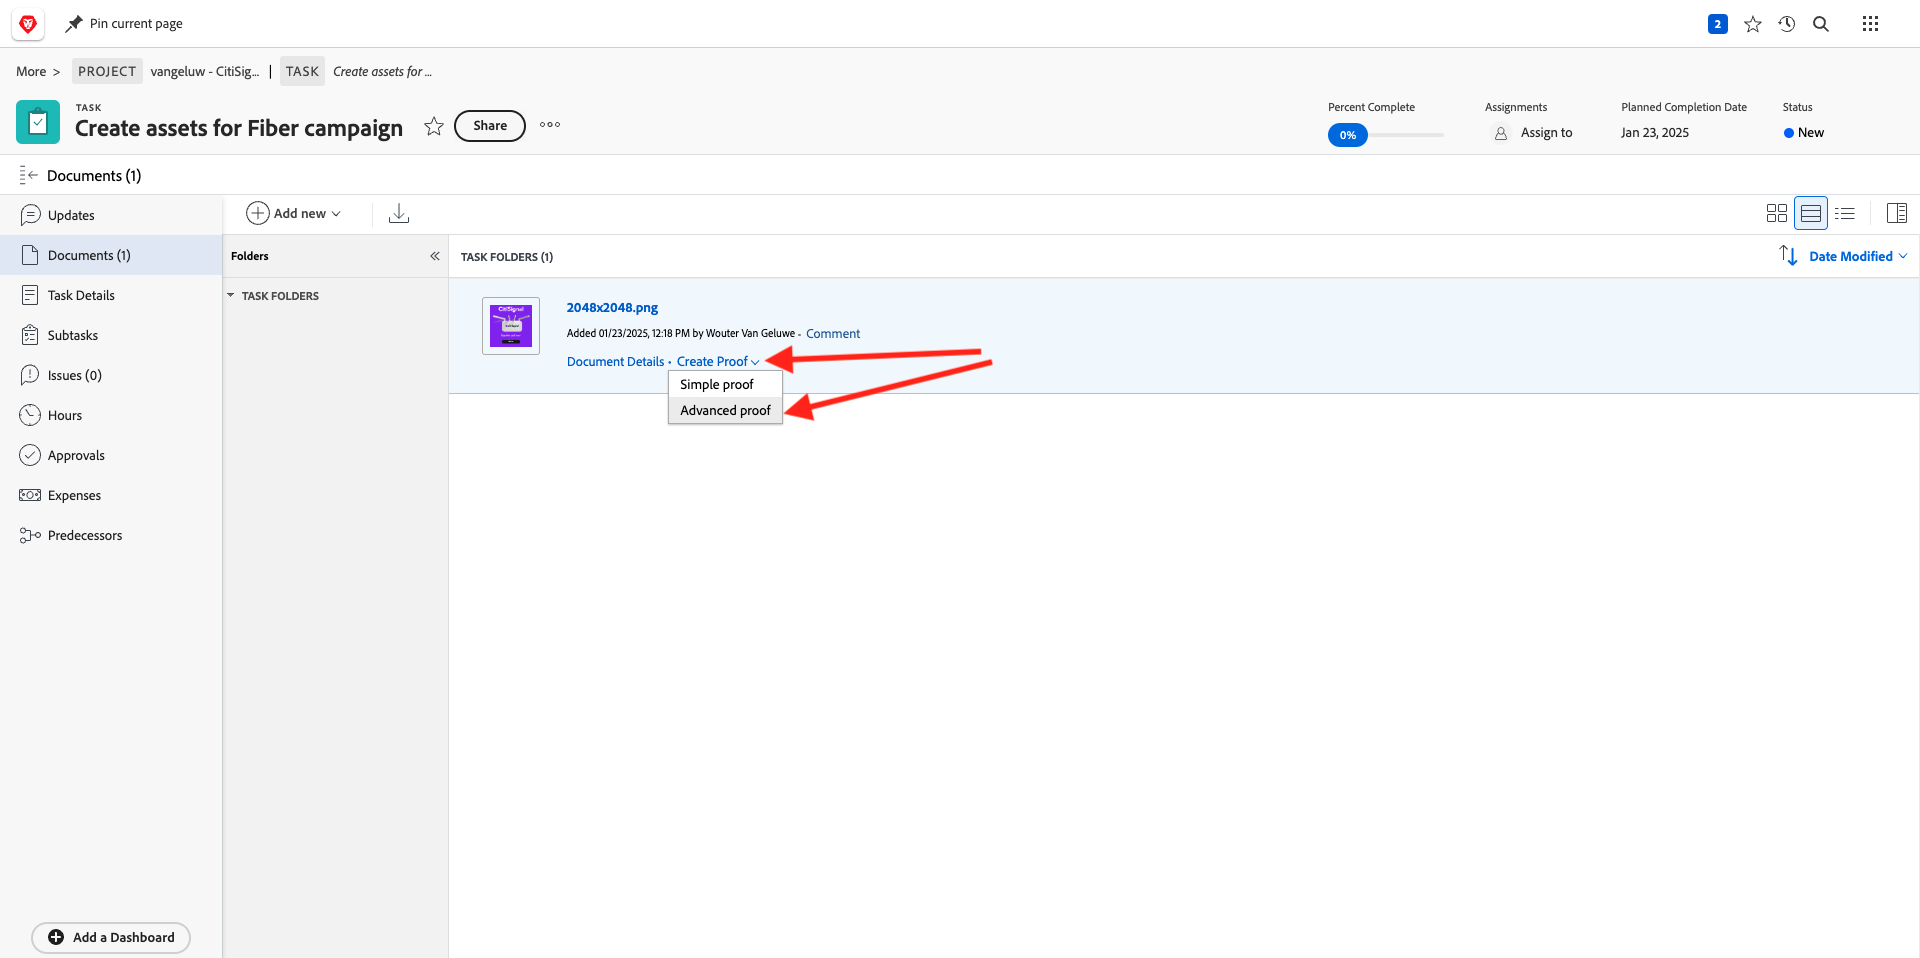 Pin current page
2
More >
PROJECT
vangeluw - CitiSig... |
TASK
Create assets for ...
TASK
Create assets for Fiber campaign
Share
Percent Complete
0%
Assignments
Assign to
Planned Completion Date
Jan 23, 2025
Status
New
Documents (1)
Updates
Documents (1)
Task Details
Subtasks
Issues (0)
Hours
Approvals
Expenses
Predecessors
Add a Dashboard
Add new
Folders
TASK FOLDERS
TASK FOLDERS (1)
Date Modified
CitiSignal
2048x2048.png
Added 01/23/2025, 12:18 PM by Wouter Van Geluwe - Comment
Document Details • Create Proof
Simple proof
Advanced proof